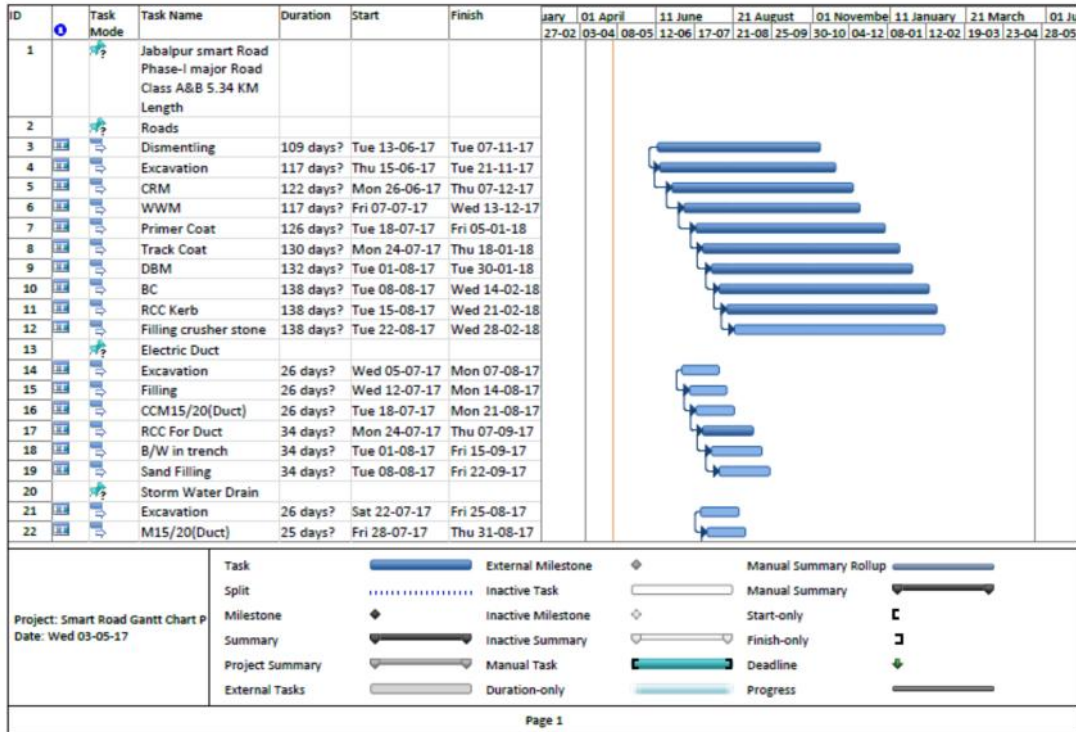 ID Task Mode Task Name Duration Start Finish uary 01 April 11 June 21 August 01 Novembe 11 January 21 March 01 Ju
27-02 03-04 08-05 12-06 17-07 21-08 25-09 30-10 04-12 08-01 12-02 19-03 23-04 28-05
1 Jabalpur smart Road
Phase-I major Road
Class A&B 5.34 KM
Length
2 Roads
3 Dismentling 109 days? Tue 13-06-17 Tue 07-11-17
4 Excavation 117 days? Thu 15-06-17 Tue 21-11-17
5 CRM 122 days? Mon 26-06-17 Thu 07-12-17
6 WWM 117 days? Fri 07-07-17 Wed 13-12-17
7 Primer Coat 126 days? Tue 18-07-17 Fri 05-01-18
8 Track Coat 130 days? Mon 24-07-17 Thu 18-01-18
9 DBM 132 days? Tue 01-08-17 Tue 30-01-18
10 BC 138 days? Tue 08-08-17 Wed 14-02-18
11 RCC Kerb 138 days? Tue 15-08-17 Wed 21-02-18
12 Filling crusher stone 138 days? Tue 22-08-17 Wed 28-02-18
13 Electric Duct
14 Excavation 26 days? Wed 05-07-17 Mon 07-08-17
15 Filling 26 days? Wed 12-07-17 Mon 14-08-17
16 CCM15/20(Duct) 26 days? Tue 18-07-17 Mon 21-08-17
17 RCC For Duct 34 days? Mon 24-07-17 Thu 07-09-17
18 B/W in trench 34 days? Tue 01-08-17 Fri 15-09-17
19 Sand Filling 34 days? Tue 08-08-17 Fri 22-09-17
20 Storm Water Drain
21 Excavation 26 days? Sat 22-07-17 Fri 25-08-17
22 M15/20(Duct) 25 days? Fri 28-07-17 Thu 31-08-17
Project: Smart Road Gantt Chart P
Date: Wed 03-05-17
Task External Milestone Manual Summary Rollup
Split Inactive Task Manual Summary
Milestone Inactive Milestone Start-only
Summary Inactive Summary Finish-only
Project Summary Manual Task Deadline
External Tasks Duration-only Progress
Page 1